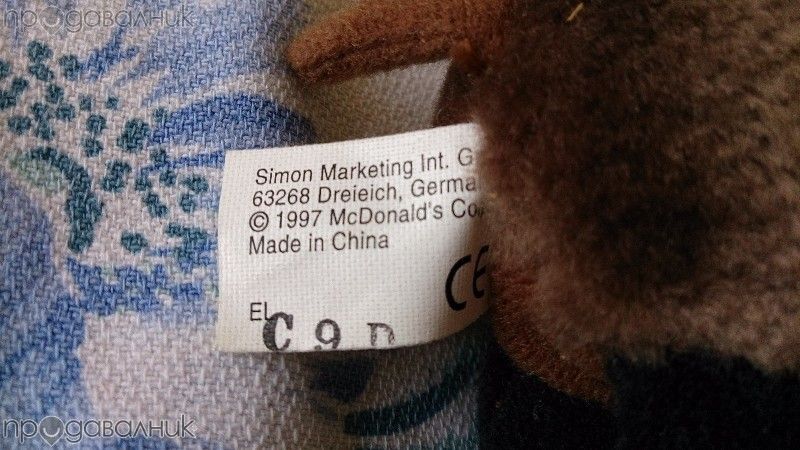 продавалник
Simon Marketing Int. G
63268 Dreieich, Germa
© 1997 McDonald's Co
Made in China
CE
EL
C 9 D
продавалник